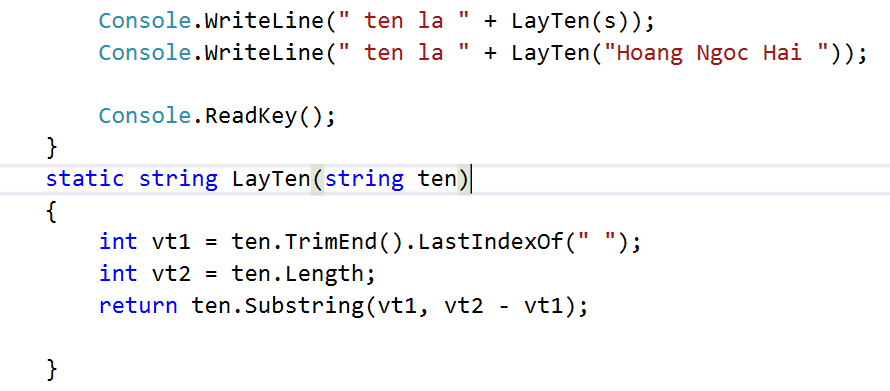 Console.WriteLine(" ten la " + LayTen(s));
Console.WriteLine(" ten la " + LayTen("Hoang Ngoc Hai "));
Console.ReadKey();
}
static string LayTen(string ten)
{
int vt1 = ten.TrimEnd().LastIndexOf(" ");
int vt2 = ten.Length;
return ten.Substring(vt1, vt2 - vt1);
}